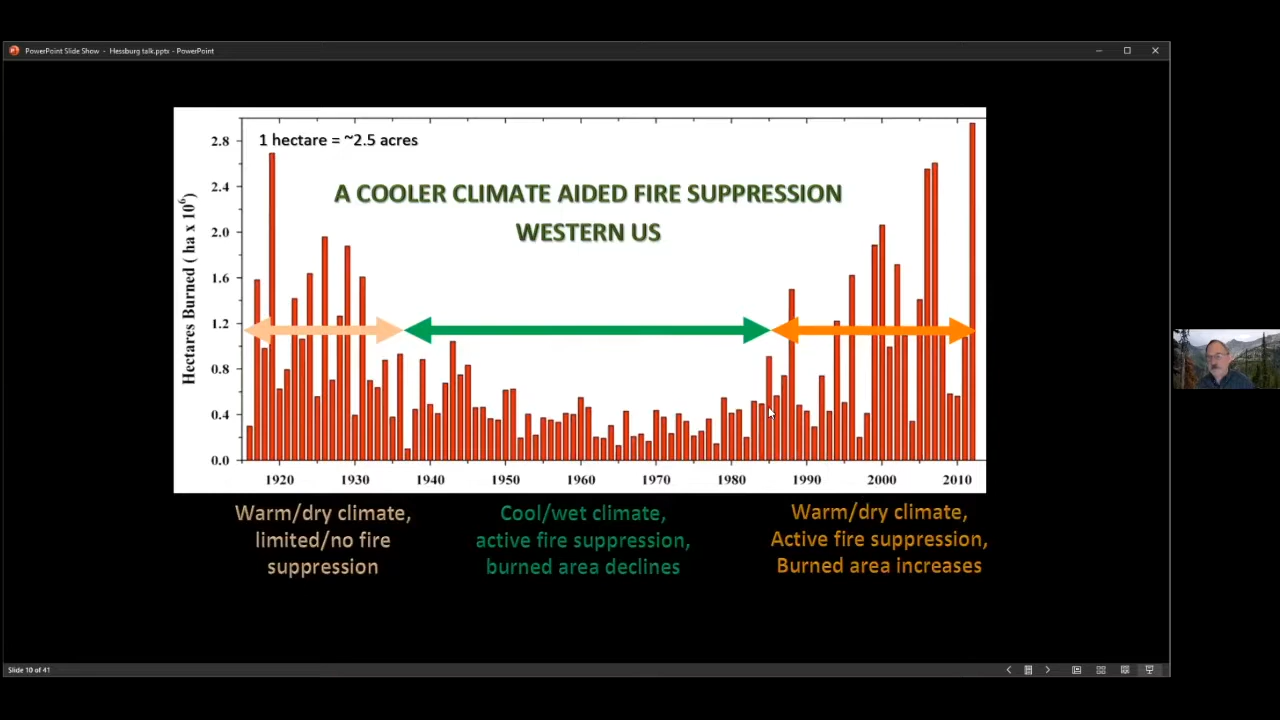 PowerPoint Slide Show - Hessburg talk.pptx - PowerPoint
1 hectare = ~2.5 acres
A COOLER CLIMATE AIDED FIRE SUPPRESSION
WESTERN US
Hectares Burned ( ha x 10⁶)
2.8
2.4
2.0
1.6
1.2
0.8
0.4
0.0
1920 1930 1940 1950 1960 1970 1980 1990 2000 2010
Warm/dry climate,
limited/no fire
suppression
Cool/wet climate,
active fire suppression,
burned area declines
Warm/dry climate,
Active fire suppression,
Burned area increases
Slide 10 of 41